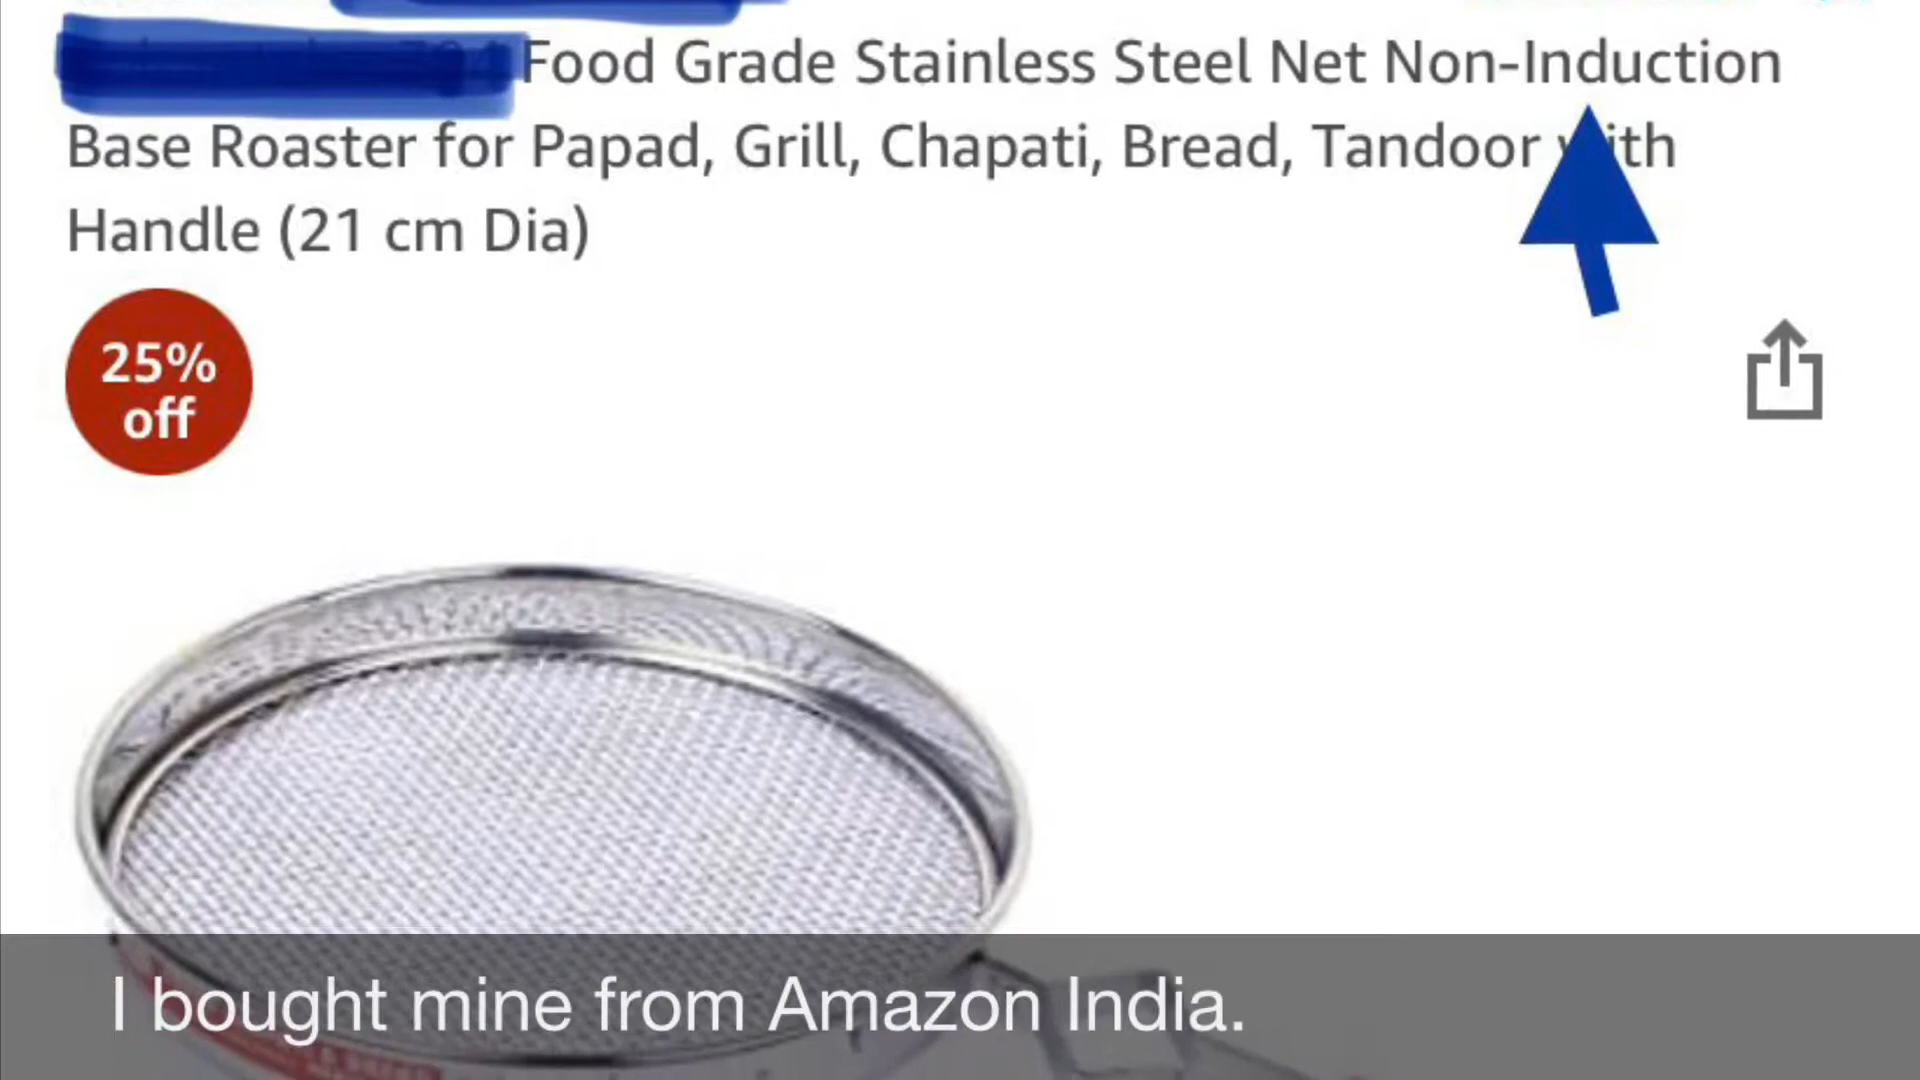 Food Grade Stainless Steel Net Non-Induction
Base Roaster for Papad, Grill, Chapati, Bread, Tandoor with
Handle (21 cm Dia)
25%
off
I bought mine from Amazon India.